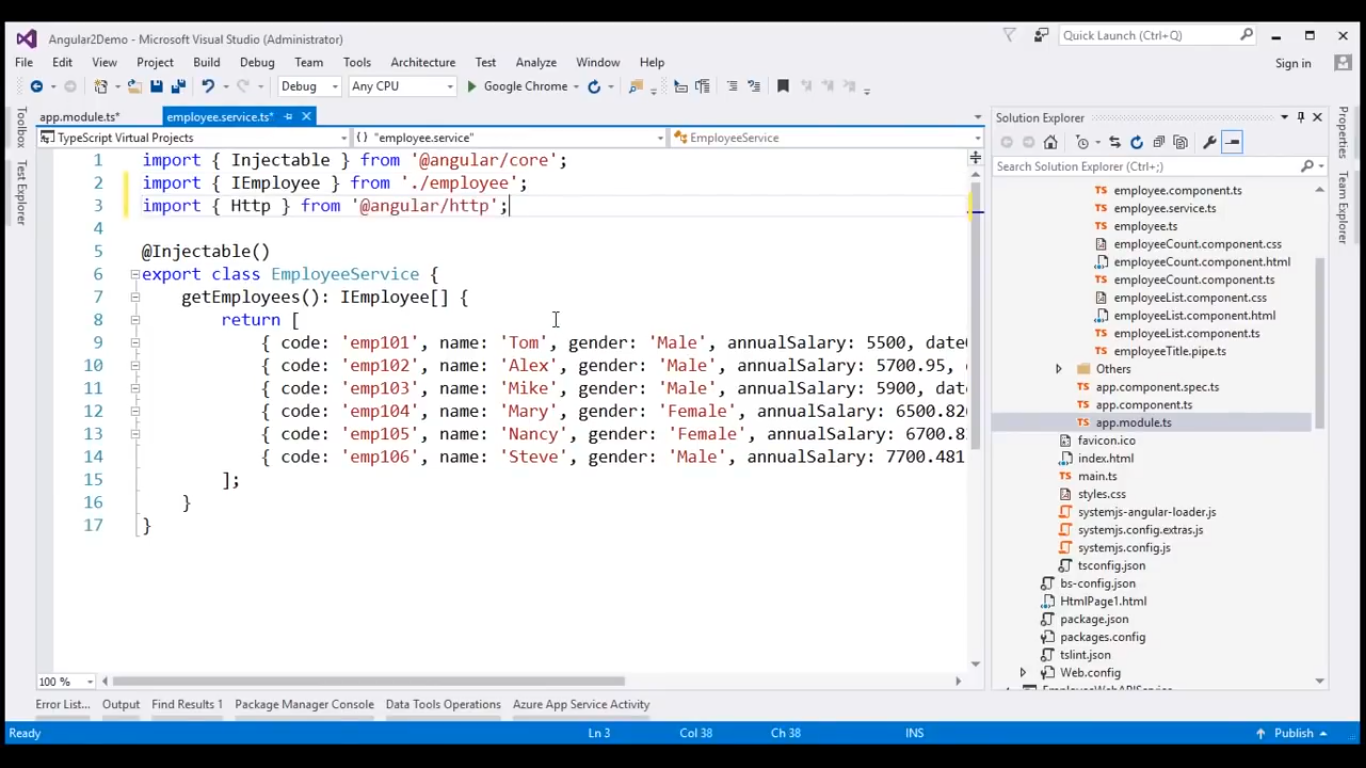 Angular2Demo - Microsoft Visual Studio (Administrator)
Quick Launch (Ctrl+Q)
File Edit View Project Build Debug Team Tools Architecture Test Analyze Window Help
Sign in
Debug Any CPU Google Chrome
app.module.ts* employee.service.ts*
TypeScript Virtual Projects {} "employee.service" EmployeeService
Toolbox
Test Explorer
1 import { Injectable } from '@angular/core';
2 import { IEmployee } from './employee';
3 import { Http } from '@angular/http';
4
5 @Injectable()
6 export class EmployeeService {
7 getEmployees(): IEmployee[] {
8 return [
9 { code: 'emp101', name: 'Tom', gender: 'Male', annualSalary: 5500, date
10 { code: 'emp102', name: 'Alex', gender: 'Male', annualSalary: 5700.95,
11 { code: 'emp103', name: 'Mike', gender: 'Male', annualSalary: 5900, dat
12 { code: 'emp104', name: 'Mary', gender: 'Female', annualSalary: 6500.826
13 { code: 'emp105', name: 'Nancy', gender: 'Female', annualSalary: 6700.8
14 { code: 'emp106', name: 'Steve', gender: 'Male', annualSalary: 7700.481
15 ];
16 }
17 }
100 %
Solution Explorer
Search Solution Explorer (Ctrl+;)
employee.component.ts
employee.service.ts
employee.ts
employeeCount.component.css
employeeCount.component.html
employeeCount.component.ts
employeeList.component.css
employeeList.component.html
employeeList.component.ts
employeeTitle.pipe.ts
Others
app.component.spec.ts
app.component.ts
app.module.ts
favicon.ico
index.html
main.ts
styles.css
systemjs-angular-loader.js
systemjs.config.extras.js
systemjs.config.js
tsconfig.json
bs-config.json
HtmlPage1.html
package.json
packages.config
tslint.json
Web.config
Properties
Team Explorer
Error List... Output Find Results 1 Package Manager Console Data Tools Operations Azure App Service Activity
Ready Ln 3 Col 38 Ch 38 INS Publish